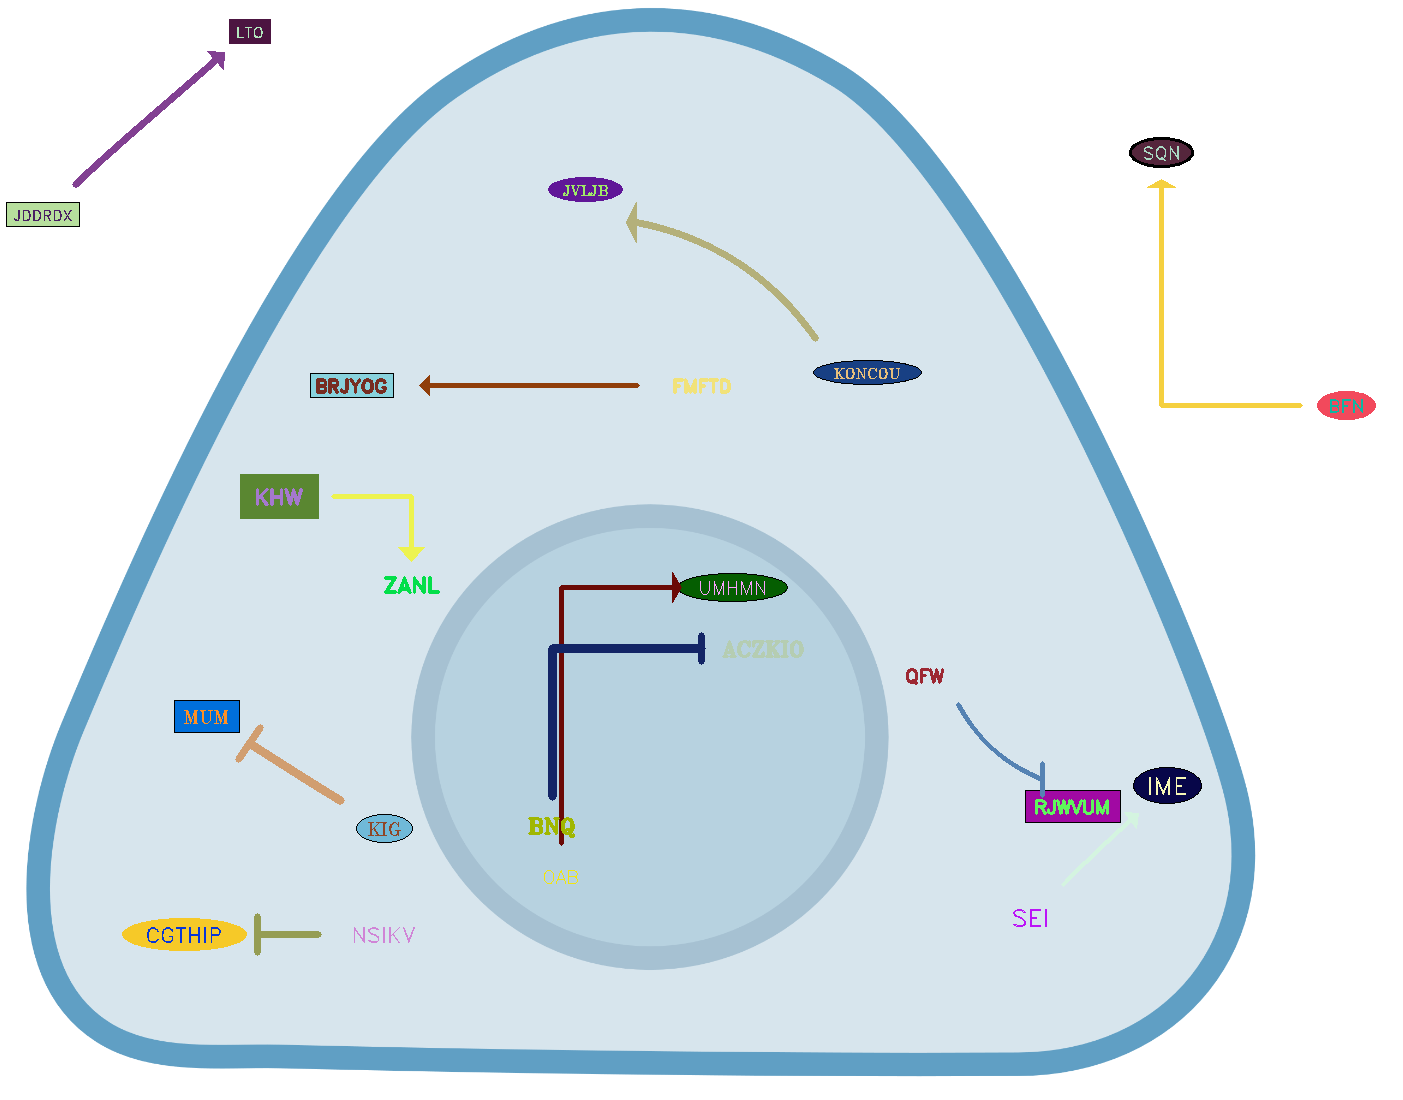 LTO
SQN
JVLJB
JDDRDX
KONCOU
BRJYOG
FMFTD
BFN
KHW
ZANL
UMHMN
ACZKIO
QFW
MUM
IME
RJWVUM
BNQ
KIG
CAB
SEI
CGTHIP
NSIKV